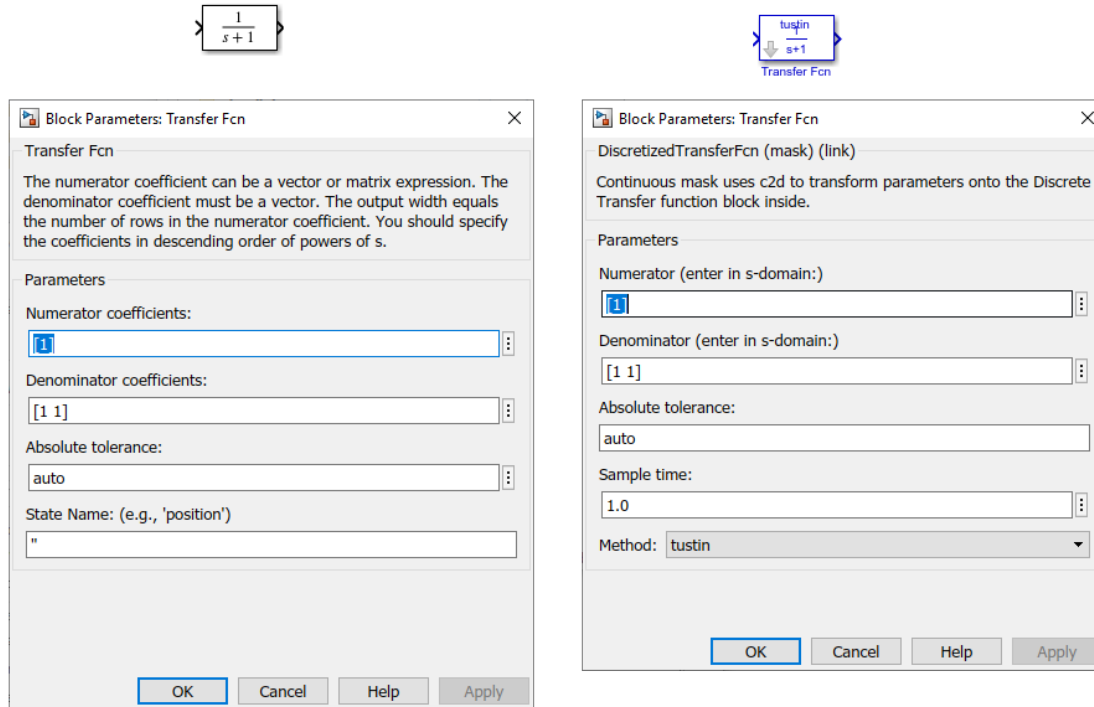 1
s + 1
tustin
1
s+1
Transfer Fcn
Block Parameters: Transfer Fcn
Transfer Fcn
The numerator coefficient can be a vector or matrix expression. The
denominator coefficient must be a vector. The output width equals
the number of rows in the numerator coefficient. You should specify
the coefficients in descending order of powers of s.
Parameters
Numerator coefficients:
[1]
Denominator coefficients:
[1 1]
Absolute tolerance:
auto
State Name: (e.g., 'position')
''
OK Cancel Help Apply
Block Parameters: Transfer Fcn
DiscretizedTransferFcn (mask) (link)
Continuous mask uses c2d to transform parameters onto the Discrete
Transfer function block inside.
Parameters
Numerator (enter in s-domain:)
[1]
Denominator (enter in s-domain:)
[1 1]
Absolute tolerance:
auto
Sample time:
1.0
Method: tustin
OK Cancel Help Apply